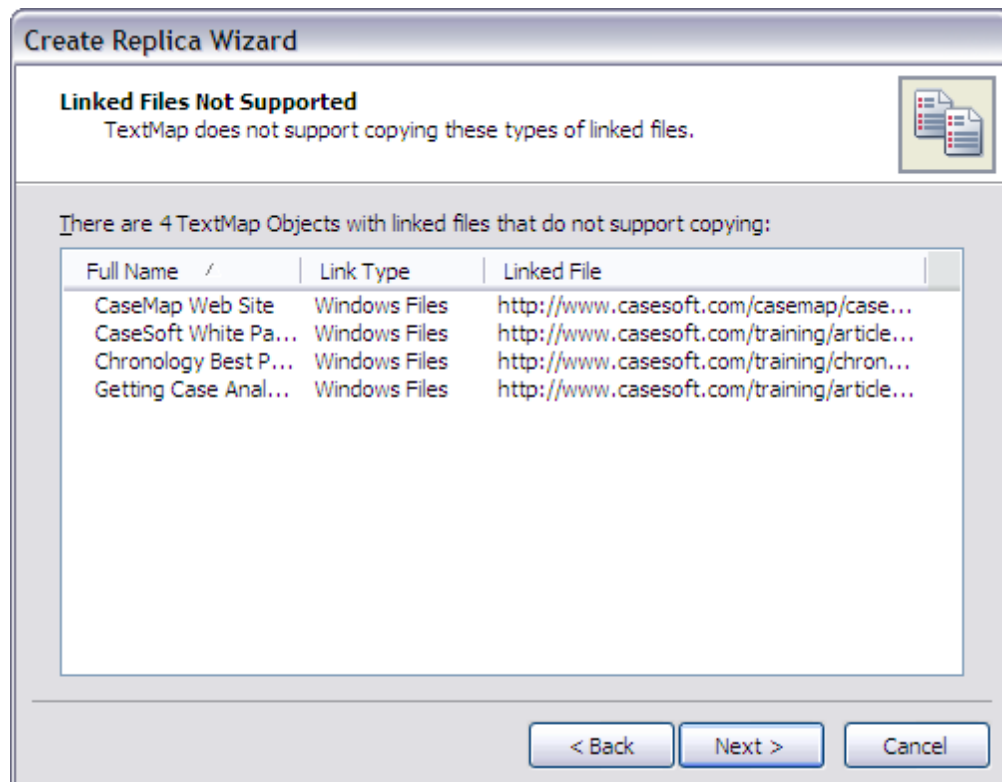 Create Replica Wizard
Linked Files Not Supported
TextMap does not support copying these types of linked files.
There are 4 TextMap Objects with linked files that do not support copying:
Full Name / Link Type Linked File
CaseMap Web Site Windows Files http://www.casesoft.com/casemap/case...
CaseSoft White Pa... Windows Files http://www.casesoft.com/training/article...
Chronology Best P... Windows Files http://www.casesoft.com/training/chron...
Getting Case Anal... Windows Files http://www.casesoft.com/training/article...
< Back Next > Cancel